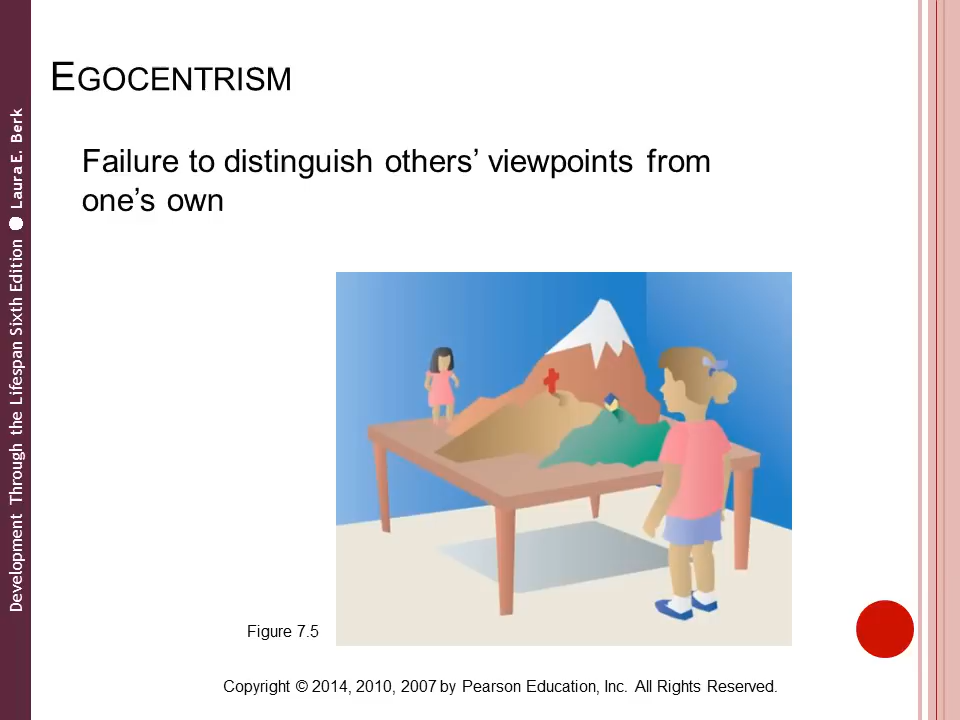 EGOCENTRISM
Failure to distinguish others’ viewpoints from
one’s own
Development Through the Lifespan Sixth Edition ● Laura E. Berk
Figure 7.5
Copyright © 2014, 2010, 2007 by Pearson Education, Inc. All Rights Reserved.